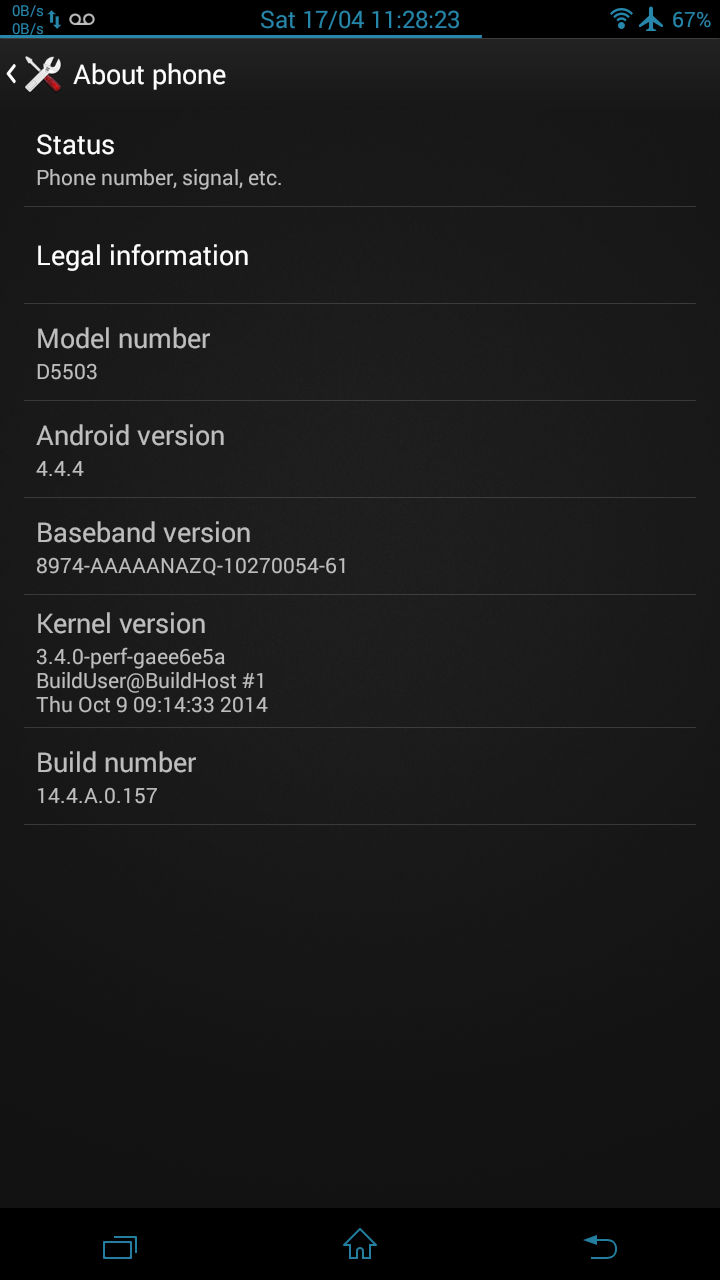 0B/s
0B/s
Sat 17/04 11:28:23
67%
About phone
Status
Phone number, signal, etc.
Legal information
Model number
D5503
Android version
4.4.4
Baseband version
8974-AAAAANAZQ-10270054-61
Kernel version
3.4.0-perf-gaee6e5a
BuildUser@BuildHost #1
Thu Oct 9 09:14:33 2014
Build number
14.4.A.0.157